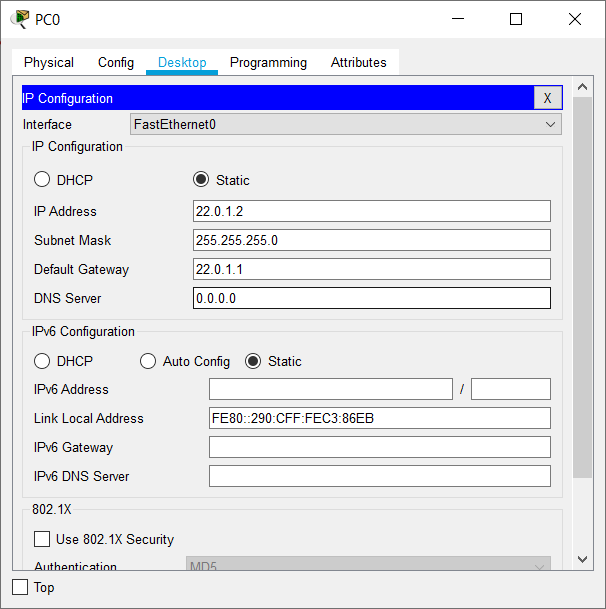 PC0
Physical Config Desktop Programming Attributes
IP Configuration X
Interface FastEthernet0
IP Configuration
DHCP Static
IP Address 22.0.1.2
Subnet Mask 255.255.255.0
Default Gateway 22.0.1.1
DNS Server 0.0.0.0
IPv6 Configuration
DHCP Auto Config Static
IPv6 Address /
Link Local Address FE80::290:CFF:FEC3:86EB
IPv6 Gateway
IPv6 DNS Server
802.1X
Use 802.1X Security
Authentication MD5
Top